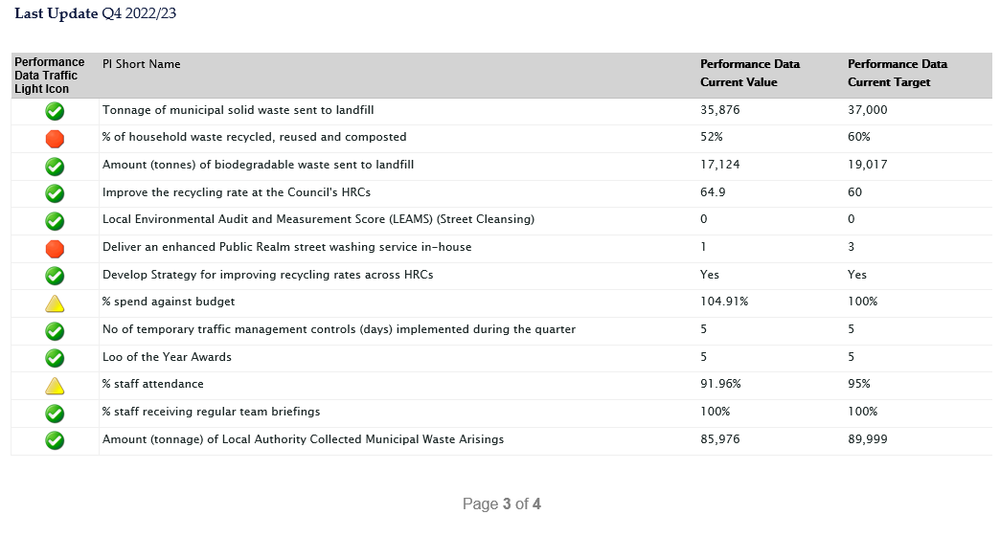 Last Update Q4 2022/23
Performance Data Traffic Light Icon PI Short Name Performance Data Current Value Performance Data Current Target
Tonnage of municipal solid waste sent to landfill 35,876 37,000
% of household waste recycled, reused and composted 52% 60%
Amount (tonnes) of biodegradable waste sent to landfill 17,124 19,017
Improve the recycling rate at the Council's HRCs 64.9 60
Local Environmental Audit and Measurement Score (LEAMS) (Street Cleansing) 0 0
Deliver an enhanced Public Realm street washing service in-house 1 3
Develop Strategy for improving recycling rates across HRCs Yes Yes
% spend against budget 104.91% 100%
No of temporary traffic management controls (days) implemented during the quarter 5 5
Loo of the Year Awards 5 5
% staff attendance 91.96% 95%
% staff receiving regular team briefings 100% 100%
Amount (tonnage) of Local Authority Collected Municipal Waste Arisings 85,976 89,999
Page 3 of 4